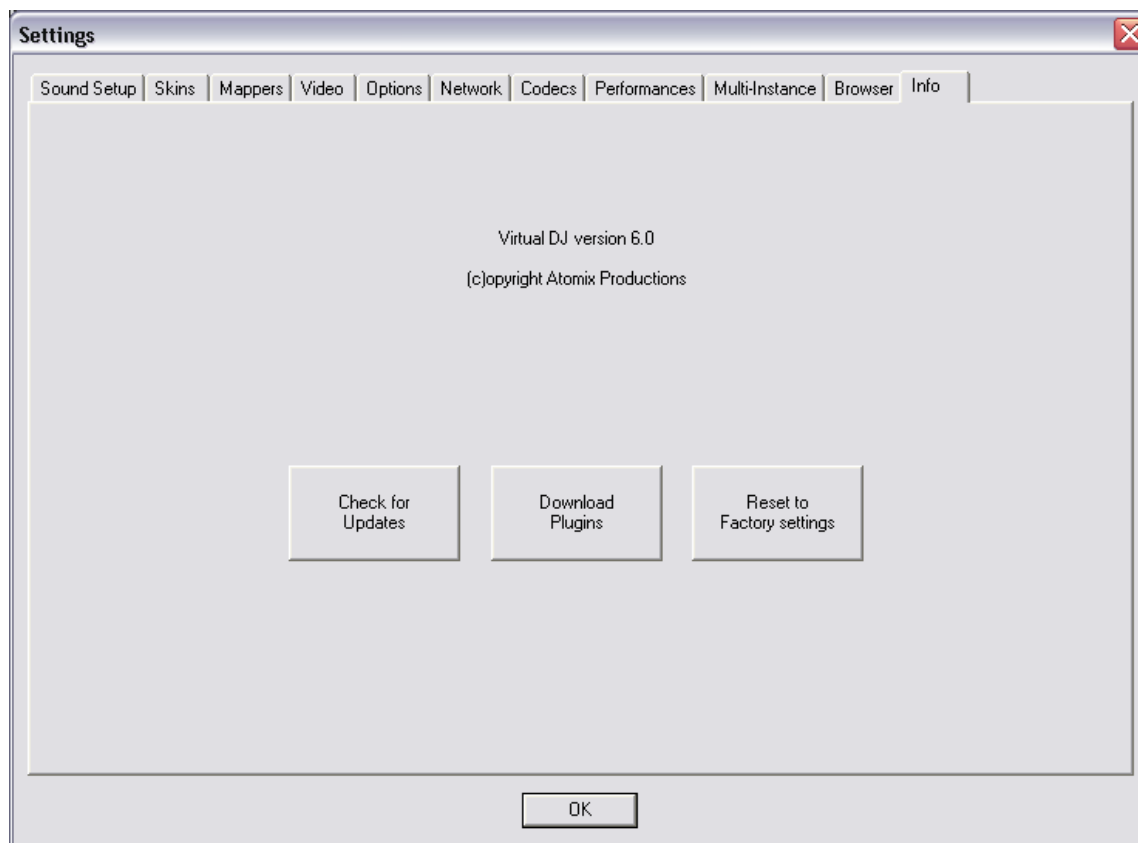 Settings
Sound Setup Skins Mappers Video Options Network Codecs Performances Multi-Instance Browser Info
Virtual DJ version 6.0
(c)opyright Atomix Productions
Check for
Updates
Download
Plugins
Reset to
Factory settings
OK